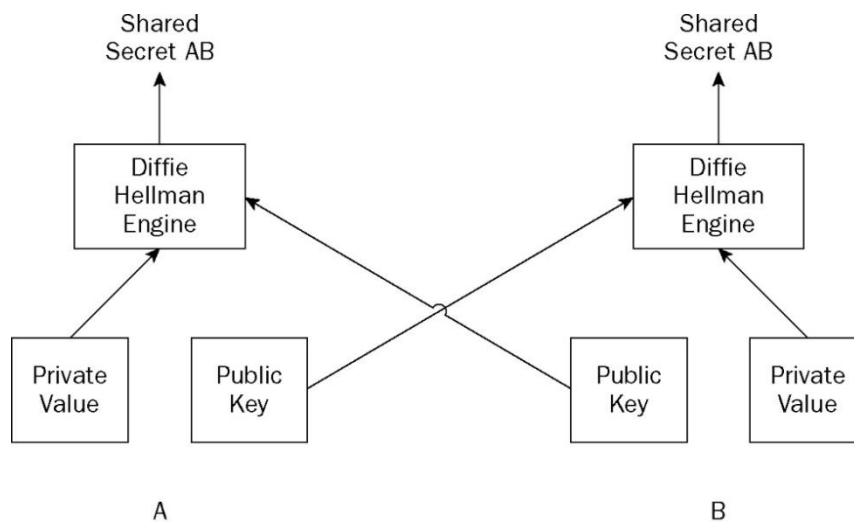 Shared
Secret AB
Shared
Secret AB
Diffie
Hellman
Engine
Diffie
Hellman
Engine
Private
Value
Public
Key
Public
Key
Private
Value
A
B